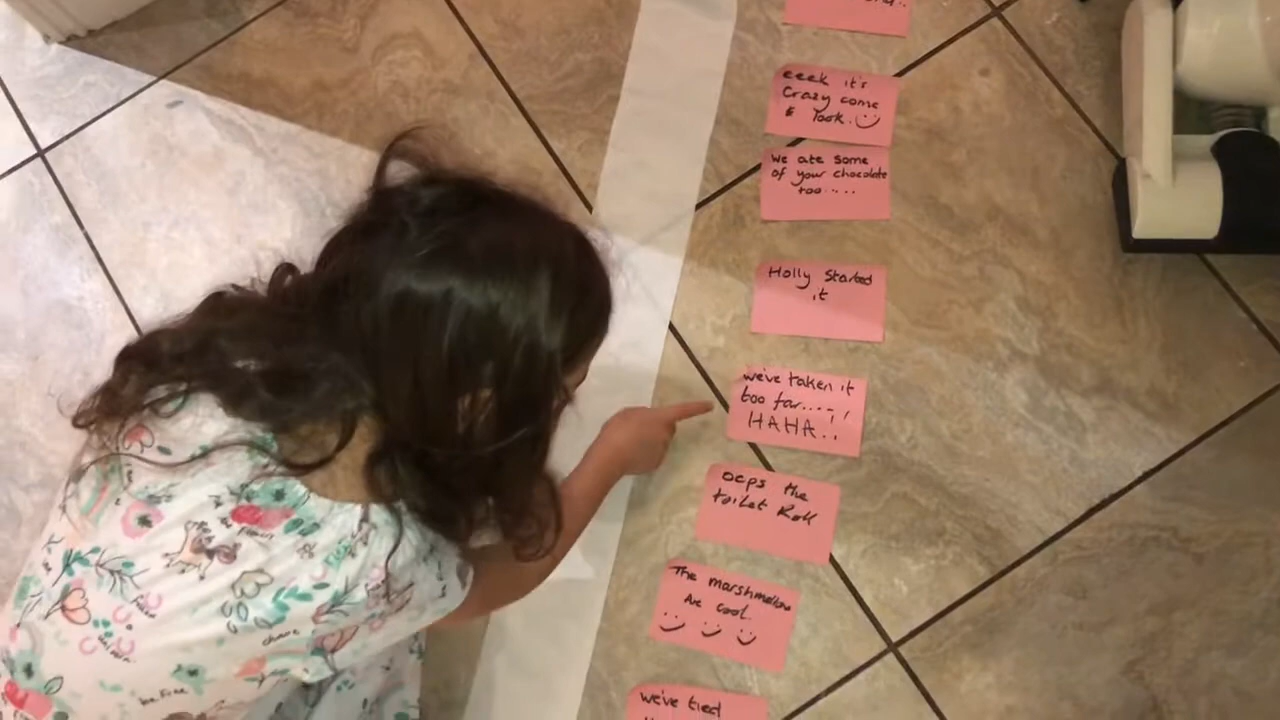 eeek it's
Crazy come
& look.
We ate some
of your chocolate
too.....
Holly Started
it
we've taken it
too far.....!
HAHA..
oops the
toilet Roll
The marshmallow
Are cool.
we've tied